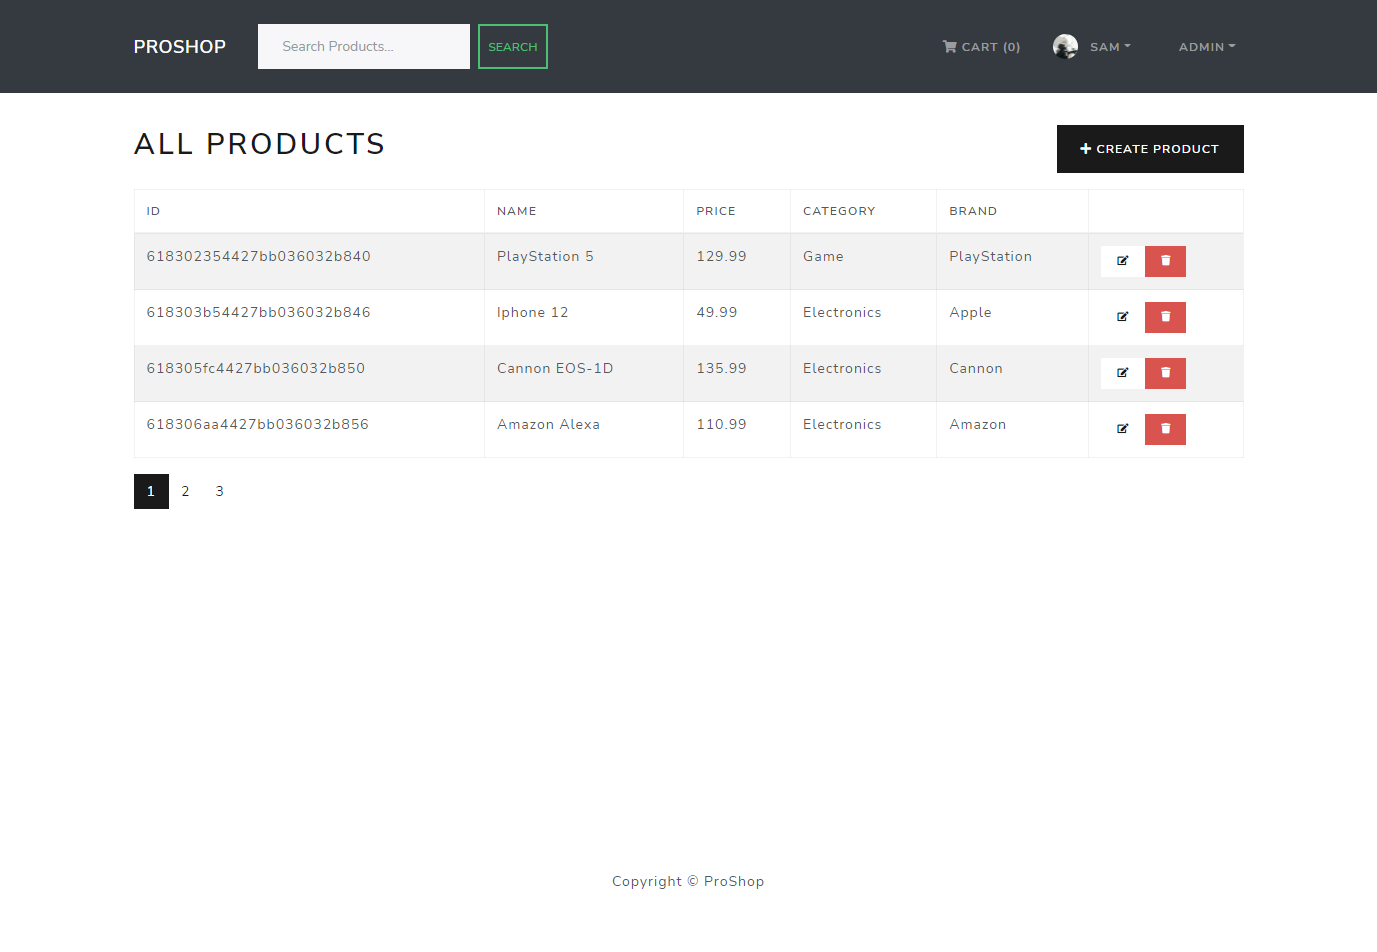 PROSHOP Search Products... SEARCH CART (0) SAM ADMIN
ALL PRODUCTS CREATE PRODUCT
ID NAME PRICE CATEGORY BRAND
618302354427bb036032b840 PlayStation 5 129.99 Game PlayStation
618303b54427bb036032b846 Iphone 12 49.99 Electronics Apple
618305fc4427bb036032b850 Cannon EOS-1D 135.99 Electronics Cannon
618306aa4427bb036032b856 Amazon Alexa 110.99 Electronics Amazon
1 2 3
Copyright © ProShop